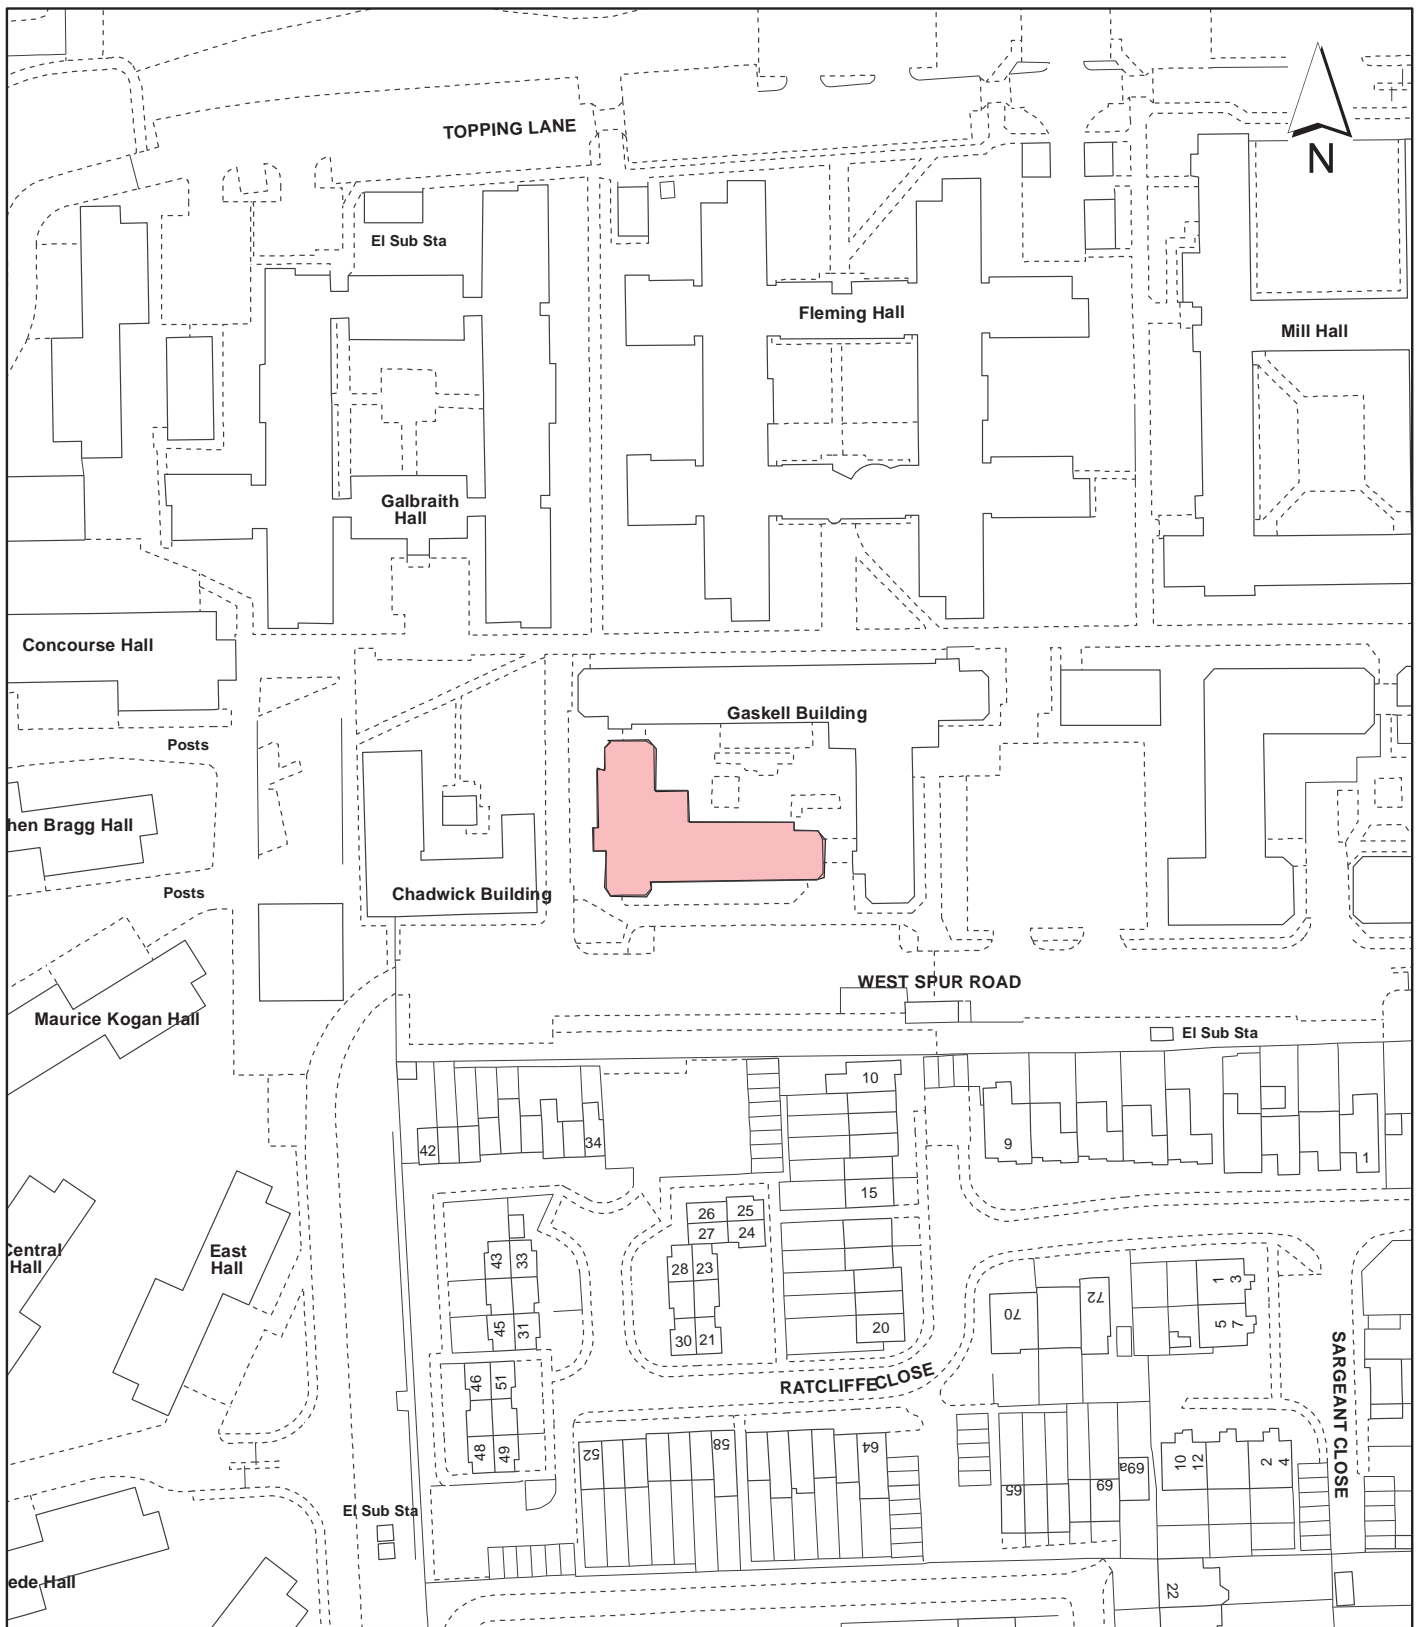 TOPPING LANE
N
El Sub Sta
Fleming Hall
Mill Hall
Galbraith
Hall
Concourse Hall
Gaskell Building
Posts
hen Bragg Hall
Chadwick Building
Posts
WEST SPUR ROAD
Maurice Kogan Hall
El Sub Sta
10
42
34
9
1
15
26
25
27
24
43
33
28
23
Central
Hall
East
Hall
1
3
70
72
5
7
45
31
30
21
20
RATCLIFFE CLOSE
SARGEANT CLOSE
46
51
48
49
52
58
64
65
69
69a
10
12
2
4
El Sub Sta
ede Hall
22